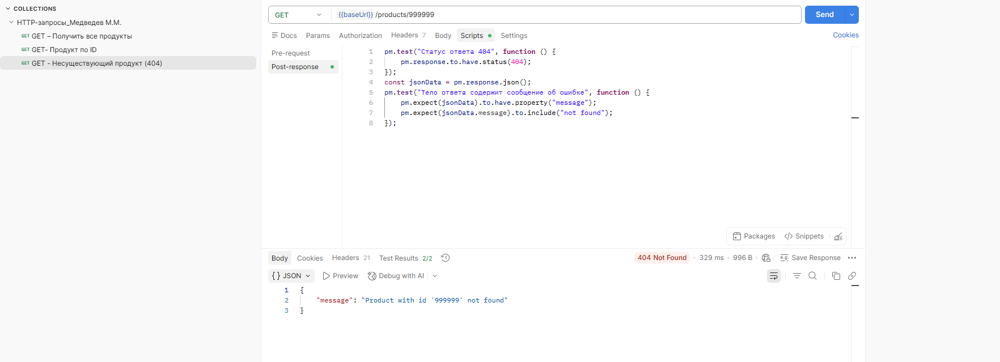 COLLECTIONS
HTTP-запросы_Медведев М.М.
GET GET – Получить все продукты
GET GET- Продукт по ID
GET GET - Несуществующий продукт (404)
GET {{baseUrl}} /products/999999 Send
Docs Params Authorization Headers 7 Body Scripts Settings Cookies
Pre-request
Post-response
1 pm.test("Статус ответа 404", function () {
2 pm.response.to.have.status(404);
3 });
4 const jsonData = pm.response.json();
5 pm.test("Тело ответа содержит сообщение об ошибке", function () {
6 pm.expect(jsonData).to.have.property("message");
7 pm.expect(jsonData.message).to.include("not found");
8 });
Packages Snippets
Body Cookies Headers 21 Test Results 2/2 404 Not Found 329 ms 996 B e.g. Save Response
{} JSON Preview Debug with AI
1 {
2 "message": "Product with id '999999' not found"
3 }